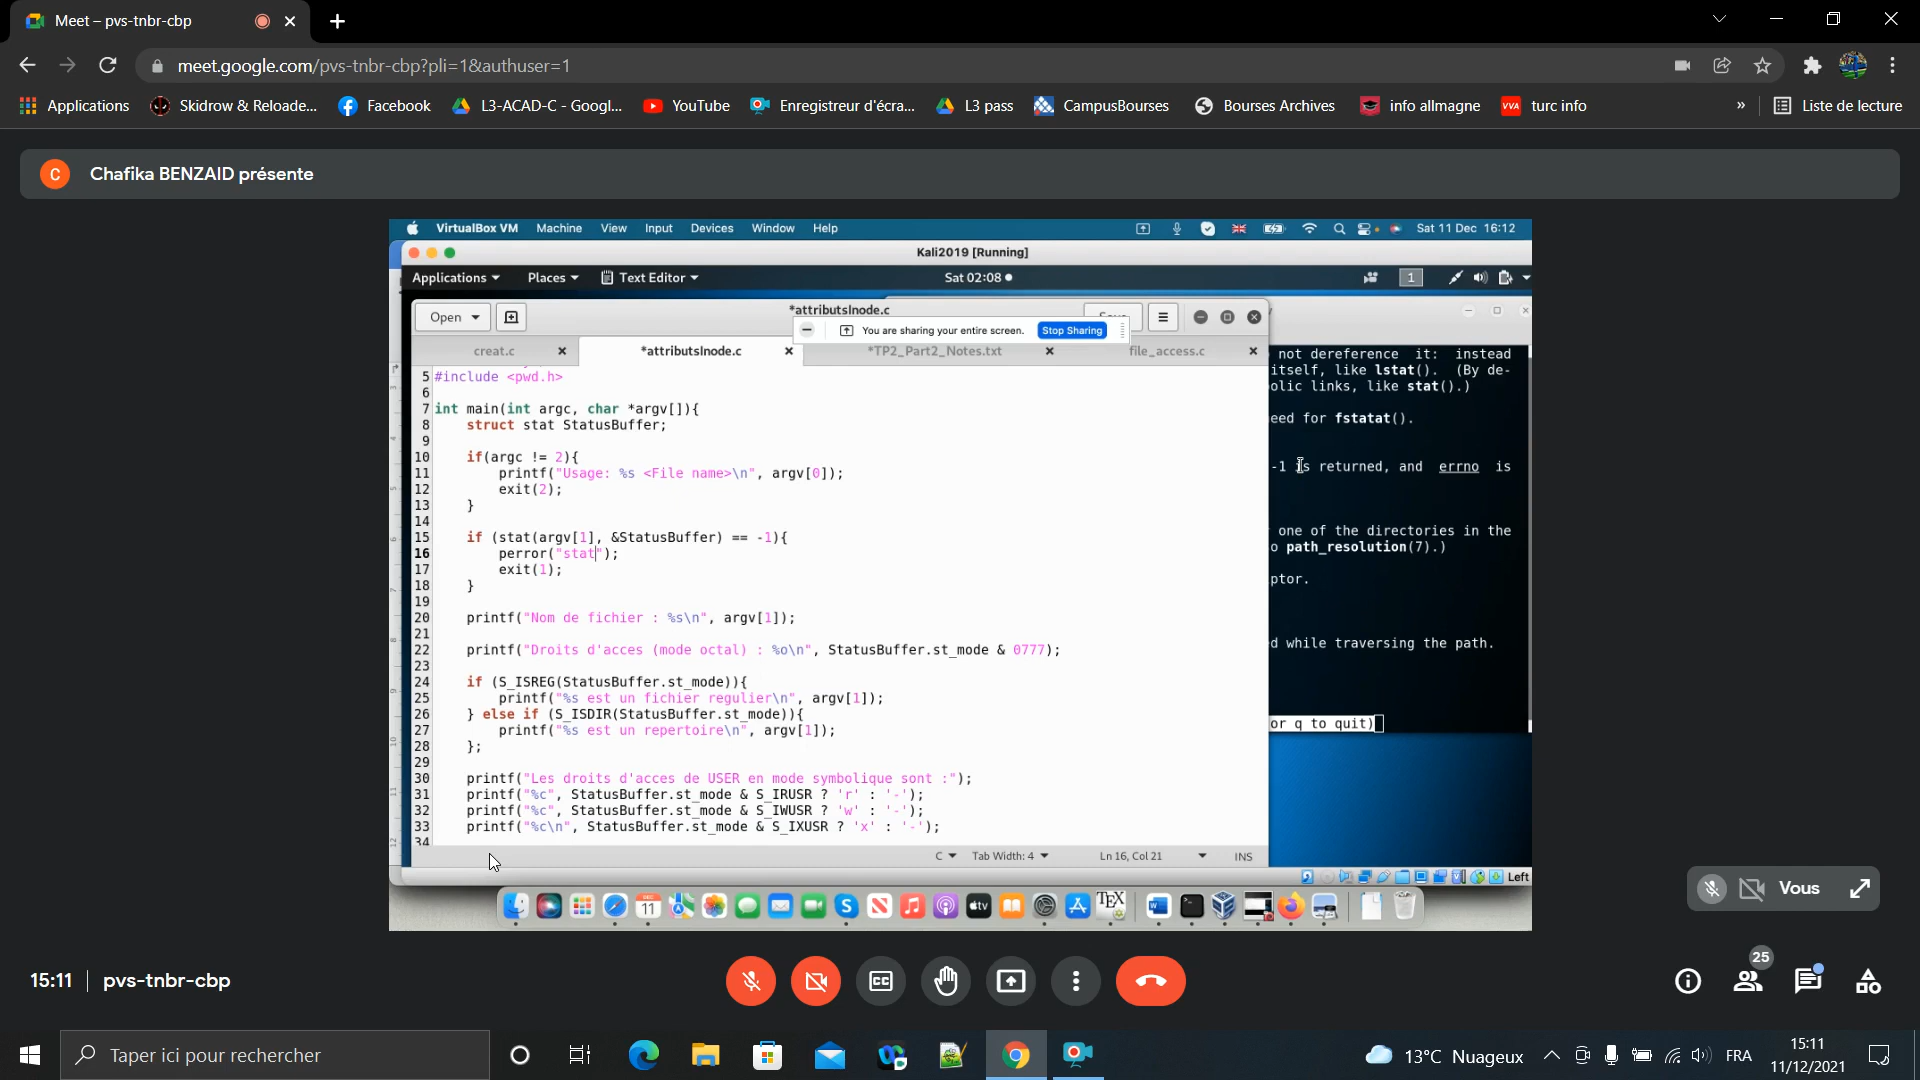 Meet – pvs-tnbr-cbp
meet.google.com/pvs-tnbr-cbp?pli=1&authuser=1
Applications Skidrow & Reloade... Facebook L3-ACAD-C - Googl... YouTube Enregistreur d'écra... L3 pass CampusBourses Bourses Archives info allmagne turc info » Liste de lecture
C Chafika BENZAID présente
VirtualBox VM Machine View Input Devices Window Help Sat 11 Dec 16:12
Kali2019 [Running]
Applications Places Text Editor Sat 02:08 1
Open *attributsInode.c
You are sharing your entire screen. Stop Sharing
creat.c *attributsInode.c *TP2_Part2_Notes.txt file_access.c
5 #include <pwd.h>
6
7 int main(int argc, char *argv[]){
8 struct stat StatusBuffer;
9
10 if(argc != 2){
11 printf("Usage: %s <File name>\n", argv[0]);
12 exit(2);
13 }
14
15 if (stat(argv[1], &StatusBuffer) == -1){
16 perror("stat");
17 exit(1);
18 }
19
20 printf("Nom de fichier : %s\n", argv[1]);
21
22 printf("Droits d'acces (mode octal) : %o\n", StatusBuffer.st_mode & 0777);
23
24 if (S_ISREG(StatusBuffer.st_mode)){
25 printf("%s est un fichier regulier\n", argv[1]);
26 } else if (S_ISDIR(StatusBuffer.st_mode)){
27 printf("%s est un repertoire\n", argv[1]);
28 };
29
30 printf("Les droits d'acces de USER en mode symbolique sont :");
31 printf("%c", StatusBuffer.st_mode & S_IRUSR ? 'r' : '-');
32 printf("%c", StatusBuffer.st_mode & S_IWUSR ? 'w' : '-');
33 printf("%c\n", StatusBuffer.st_mode & S_IXUSR ? 'x' : '-');
34
C Tab Width: 4 Ln 16, Col 21 INS
not dereference it: instead
itself, like lstat(). (By de-
olic links, like stat().)
eed for fstatat().
-1 is returned, and errno is
one of the directories in the
o path_resolution(7).)
ptor.
d while traversing the path.
or q to quit)
Left
DEC
11
tv
TEX
Vous
15:11 | pvs-tnbr-cbp
25
Taper ici pour rechercher
13°C Nuageux
FRA
15:11
11/12/2021